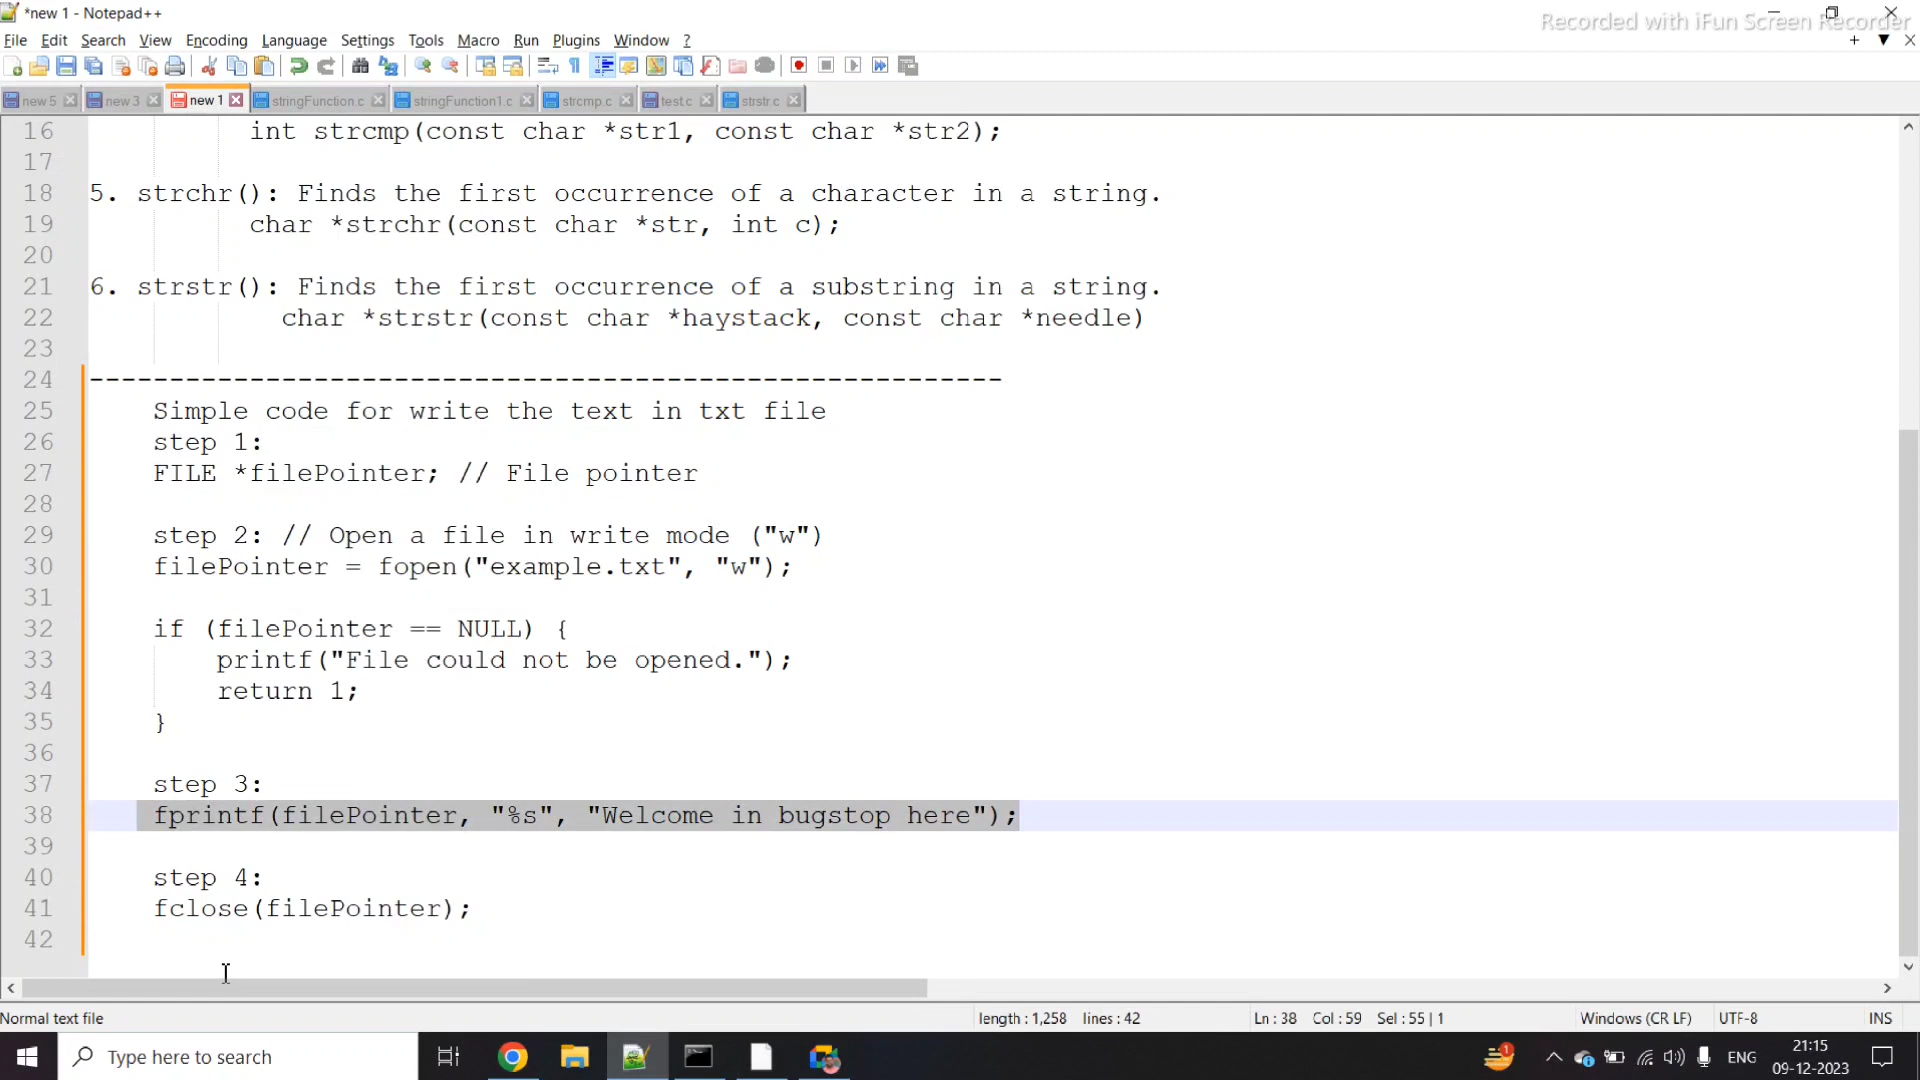 *new 1 - Notepad++
Recorded with iFun Screen Recorder
File Edit Search View Encoding Language Settings Tools Macro Run Plugins Window ?
new 5 new 3 new 1 stringFunction.c stringFunction1.c strcmp.c test.c strstr.c
16 int strcmp(const char *str1, const char *str2);
17
18 5. strchr(): Finds the first occurrence of a character in a string.
19 char *strchr(const char *str, int c);
20
21 6. strstr(): Finds the first occurrence of a substring in a string.
22 char *strstr(const char *haystack, const char *needle)
23
24 ---------------------------------------------------------
25 Simple code for write the text in txt file
26 step 1:
27 FILE *filePointer; // File pointer
28
29 step 2: // Open a file in write mode ("w")
30 filePointer = fopen("example.txt", "w");
31
32 if (filePointer == NULL) {
33 printf("File could not be opened.");
34 return 1;
35 }
36
37 step 3:
38 fprintf(filePointer, "%s", "Welcome in bugstop here");
39
40 step 4:
41 fclose(filePointer);
42
Normal text file length : 1,258 lines : 42 Ln : 38 Col : 59 Sel : 55 | 1 Windows (CR LF) UTF-8 INS
Type here to search
1
ENG
21:15
09-12-2023